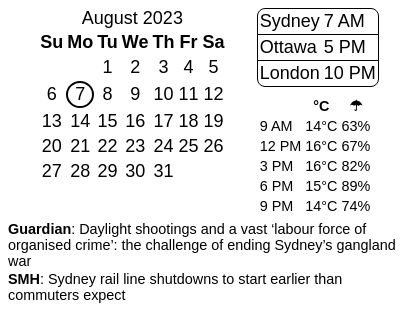 August 2023
Su Mo Tu We Th Fr Sa
1 2 3 4 5
6 7 8 9 10 11 12
13 14 15 16 17 18 19
20 21 22 23 24 25 26
27 28 29 30 31
Sydney 7 AM
Ottawa 5 PM
London 10 PM
°C ☂
9 AM 14°C 63%
12 PM 16°C 67%
3 PM 16°C 82%
6 PM 15°C 89%
9 PM 14°C 74%
Guardian: Daylight shootings and a vast ‘labour force of
organised crime’: the challenge of ending Sydney’s gangland
war
SMH: Sydney rail line shutdowns to start earlier than
commuters expect